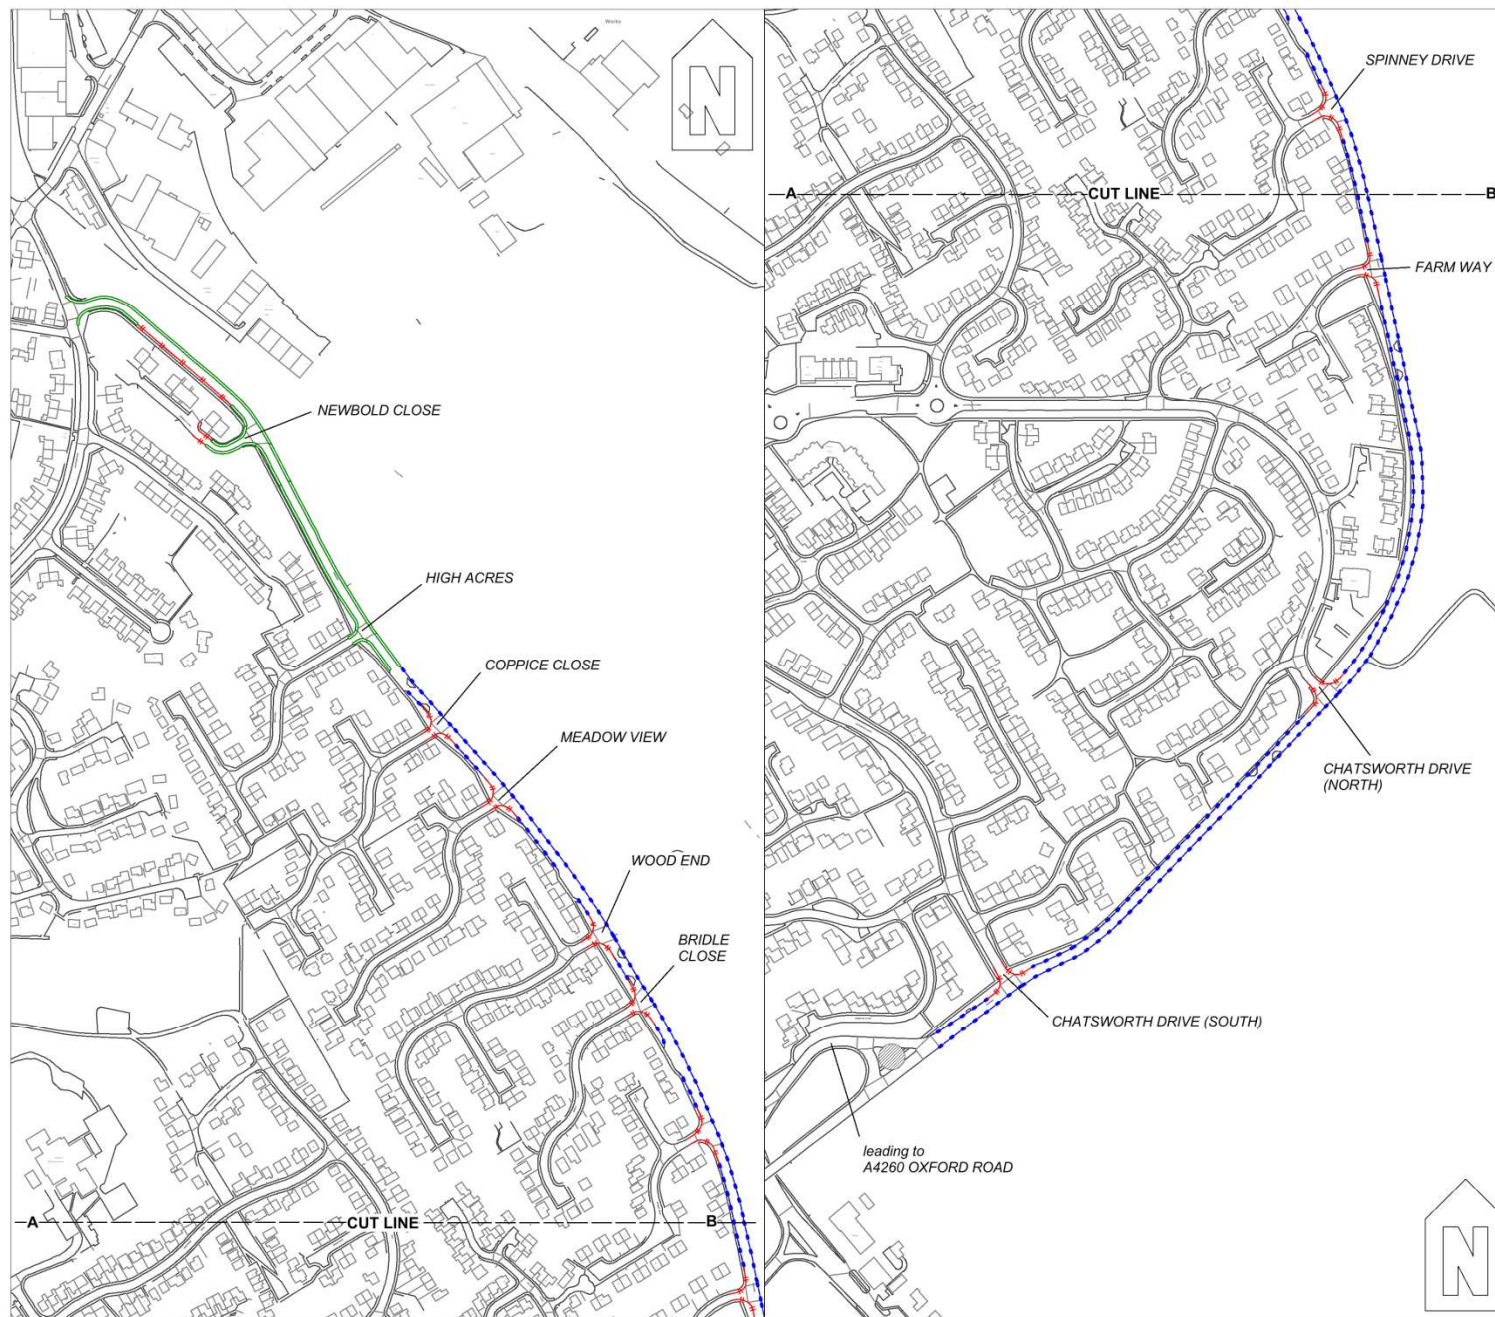 Works
N
NEWBOLD CLOSE
HIGH ACRES
COPPICE CLOSE
MEADOW VIEW
WOOD END
BRIDLE
CLOSE
A CUT LINE B
SPINNEY DRIVE
A CUT LINE B
FARM WAY
CHATSWORTH DRIVE
(NORTH)
CHATSWORTH DRIVE (SOUTH)
leading to
A4260 OXFORD ROAD
N